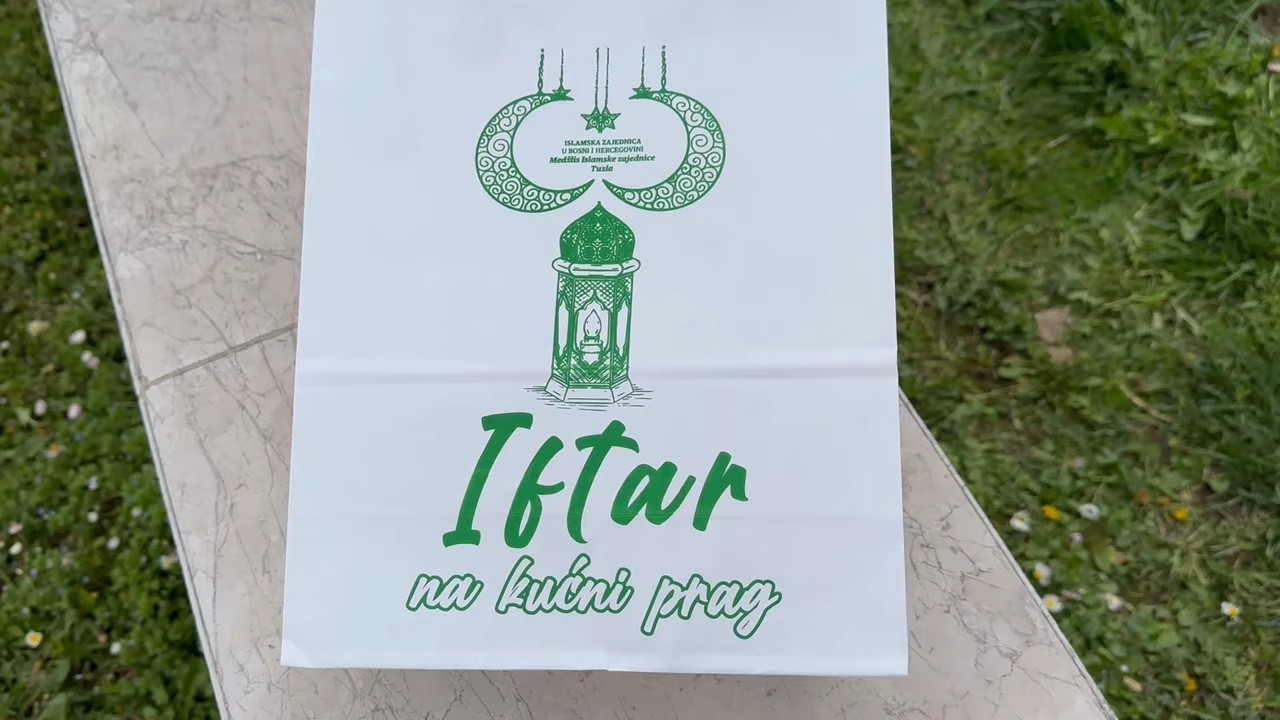 ISLAMSKA ZAJEDNICA
U BOSNI I HERCEGOVINI
Medžlis Islamske zajednice
Tuzla
Iftar
na kućni prag